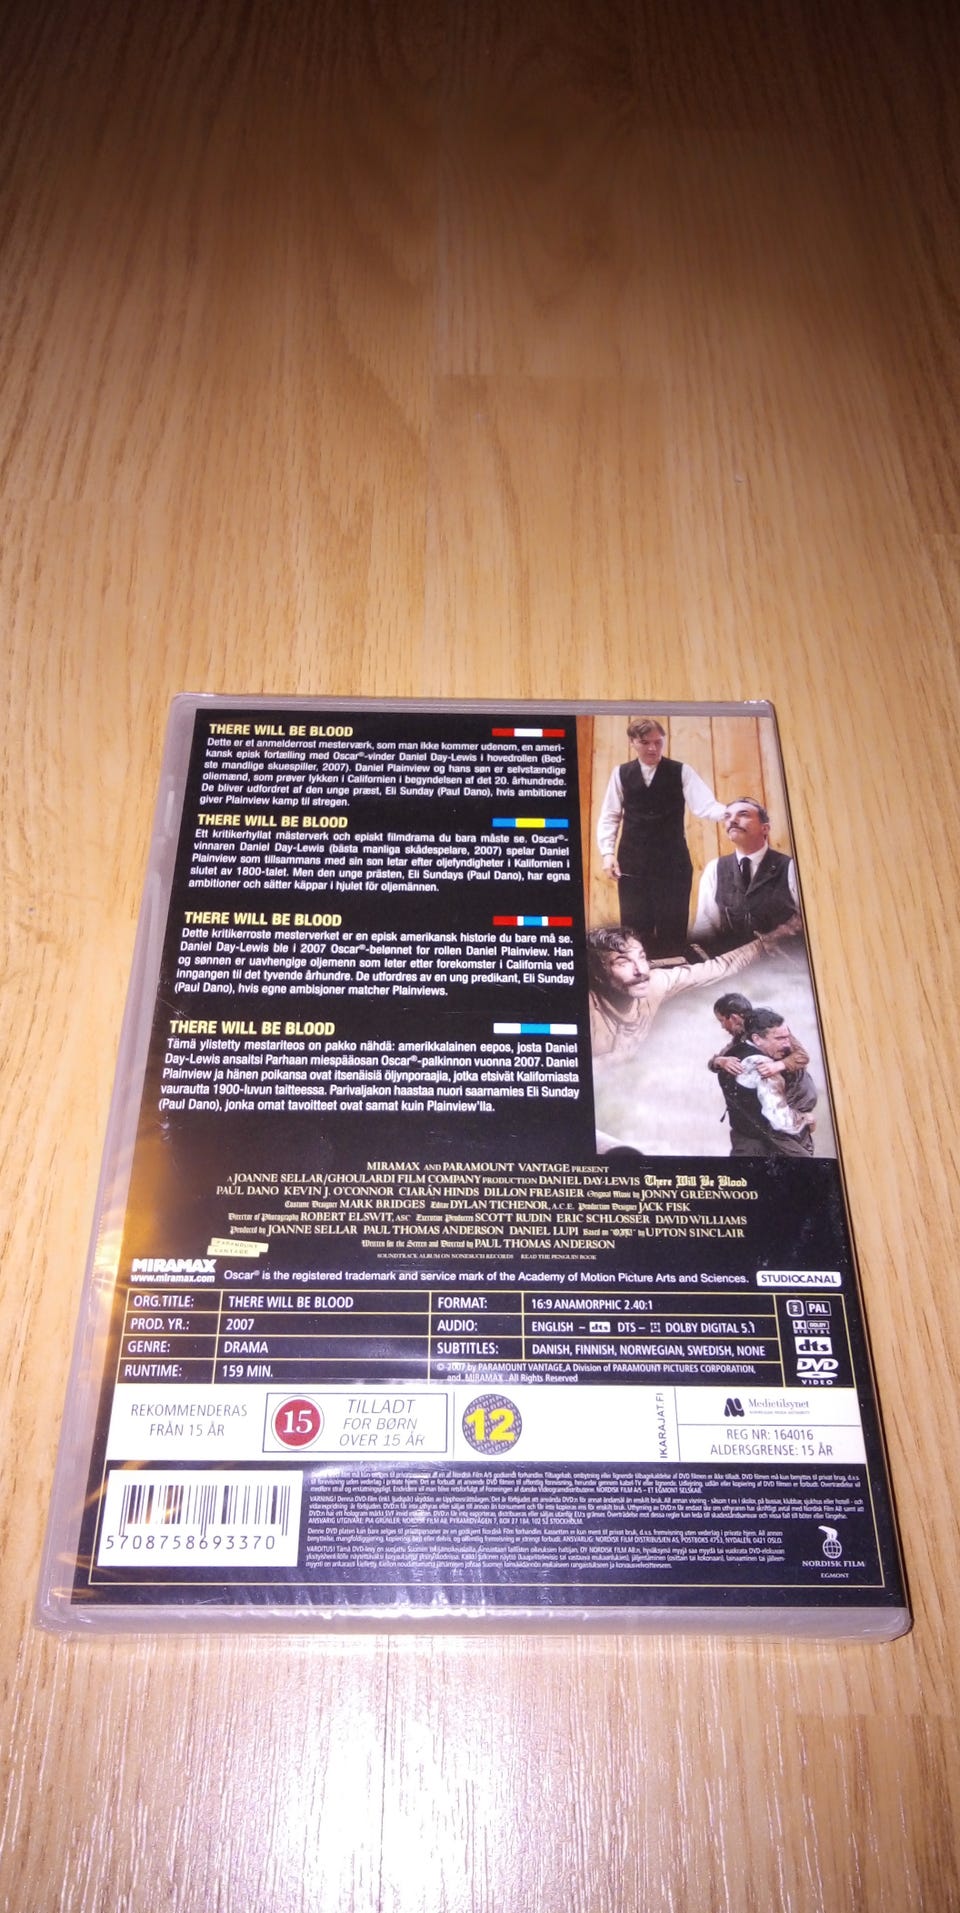 THERE WILL BE BLOOD
Dette er et anmelderrost mesterværk, som man ikke kommer udenom, en ameri-
kansk episk fortælling med Oscar®-vinder Daniel Day-Lewis i hovedrollen (Bed-
ste mandlige skuespiller, 2007). Daniel Plainview og hans søn er selvstændige
oliemænd, som prøver lykken i Californien i begyndelsen af det 20. århundrede.
De bliver udfordret af den unge præst, Eli Sunday (Paul Dano), hvis ambitioner
giver Plainview kamp til stregen.
THERE WILL BE BLOOD
Ett kritikerhyllat mästerverk och episkt filmdrama du bara måste se. Oscar®-
vinnaren Daniel Day-Lewis (bästa manliga skådespelare, 2007) spelar Daniel
Plainview som tillsammans med sin son letar efter oljefyndigheter i Kalifornien i
slutet av 1800-talet. Men den unge prästen, Eli Sundays (Paul Dano), har egna
ambitioner och sätter käppar i hjulet för oljemännen.
THERE WILL BE BLOOD
Dette kritikerroste mesterverket er en episk amerikansk historie du bare må se.
Daniel Day-Lewis ble i 2007 Oscar®-belønnet for rollen Daniel Plainview. Han
og sønnen er uavhengige oljemenn som leter etter forekomster i California ved
inngangen til det tyvende århundre. De utfordres av en ung predikant, Eli Sunday
(Paul Dano), hvis egne ambisjoner matcher Plainviews.
THERE WILL BE BLOOD
Tämä ylistetty mestariteos on pakko nähdä: amerikkalainen eepos, josta Daniel
Day-Lewis ansaitsi Parhaan miespääosan Oscar®-palkinnon vuonna 2007. Daniel
Plainview ja hänen poikansa ovat itsenäisiä öljynporaajia, jotka etsivät Kaliforniasta
vaurautta 1900-luvun taitteessa. Parivaljakon haastaa nuori saarnamies Eli Sunday
(Paul Dano), jonka omat tavoitteet ovat samat kuin Plainview'lla.
MIRAMAX AND PARAMOUNT VANTAGE PRESENT
A JOANNE SELLAR/GHOULARDI FILM COMPANY PRODUCTION DANIEL DAY-LEWIS There Will Be Blood
PAUL DANO KEVIN J. O'CONNOR CIARÁN HINDS DILLON FREASIER Original Music by JONNY GREENWOOD
Costume Designer MARK BRIDGES Editor DYLAN TICHENOR, A.C.E. Production Designer JACK FISK
Director of Photography ROBERT ELSWIT, ASC Executive Producers SCOTT RUDIN ERIC SCHLOSSER DAVID WILLIAMS
Produced by JOANNE SELLAR PAUL THOMAS ANDERSON DANIEL LUPI Based on "OIL!" by UPTON SINCLAIR
Written for the Screen and Directed by PAUL THOMAS ANDERSON
SOUNDTRACK ALBUM ON NONESUCH RECORDS READ THE PENGUIN BOOK
PARAMOUNT
VANTAGE
MIRAMAX
www.miramax.com
Oscar® is the registered trademark and service mark of the Academy of Motion Picture Arts and Sciences.
STUDIOCANAL
ORG.TITLE: THERE WILL BE BLOOD FORMAT: 16:9 ANAMORPHIC 2.40:1
PROD. YR.: 2007 AUDIO: ENGLISH – dts DTS – DOLBY DIGITAL 5.1
GENRE: DRAMA SUBTITLES: DANISH, FINNISH, NORWEGIAN, SWEDISH, NONE
RUNTIME: 159 MIN. © 2007 by PARAMOUNT VANTAGE, A Division of PARAMOUNT PICTURES CORPORATION,
and MIRAMAX. All Rights Reserved
2 PAL
DOLBY
DIGITAL
dts
DVD
VIDEO
REKOMMENDERAS
FRÅN 15 ÅR
15
TILLADT
FOR BØRN
OVER 15 ÅR
12
IKARAJAT.FI
Medietilsynet
REG NR: 164016
ALDERSGRENSE: 15 ÅR
5708758693370
NORDISK FILM
EGMONT